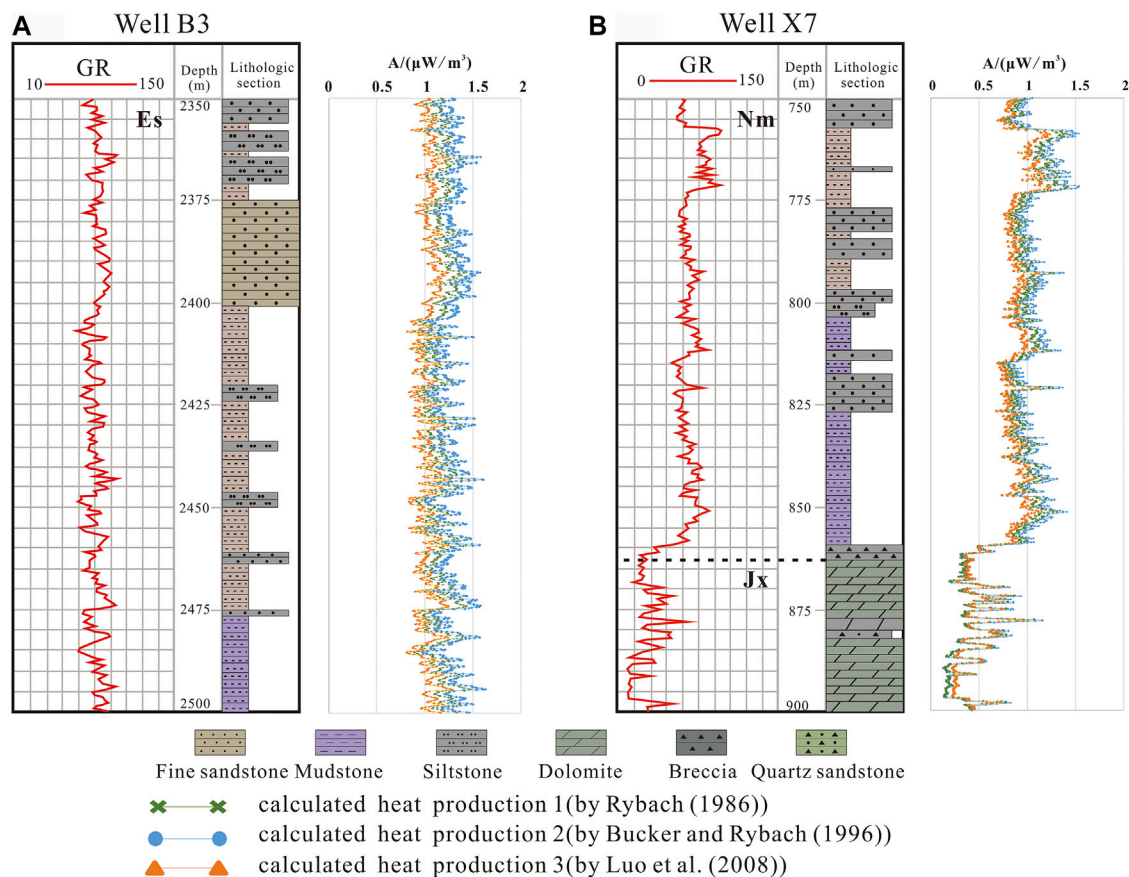 A
Well B3
B
Well X7
GR
10
150
Depth
(m)
Lithologic
section
A/(μW/m³)
0
0.5
1
1.5
2
Es
2350
2375
2400
2425
2450
2475
2500
GR
0
150
Depth
(m)
Lithologic
section
A/(μW/m³)
0
0.5
1
1.5
2
Nm
Jx
750
775
800
825
850
875
900
Fine sandstone
Mudstone
Siltstone
Dolomite
Breccia
Quartz sandstone
calculated heat production 1(by Rybach (1986))
calculated heat production 2(by Bucker and Rybach (1996))
calculated heat production 3(by Luo et al. (2008))